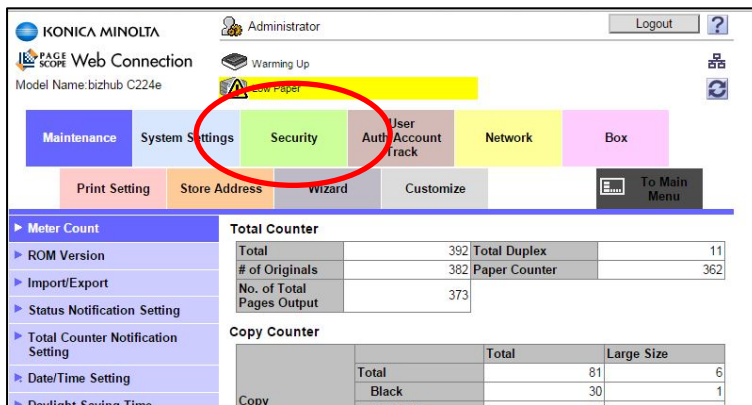 KONICA MINOLTA
Administrator
Logout
?
PAGE SCOPE Web Connection
Warming Up
Model Name:bizhub C224e
Low Paper
Maintenance
System Settings
Security
User Auth/Account Track
Network
Box
Print Setting
Store Address
Wizard
Customize
To Main Menu
Meter Count
ROM Version
Import/Export
Status Notification Setting
Total Counter Notification Setting
Date/Time Setting
Daylight Saving Time
Total Counter
Total 392 Total Duplex 11
# of Originals 382 Paper Counter 362
No. of Total Pages Output 373
Copy Counter
Total Large Size
Copy
Total 81 6
Black 30 1